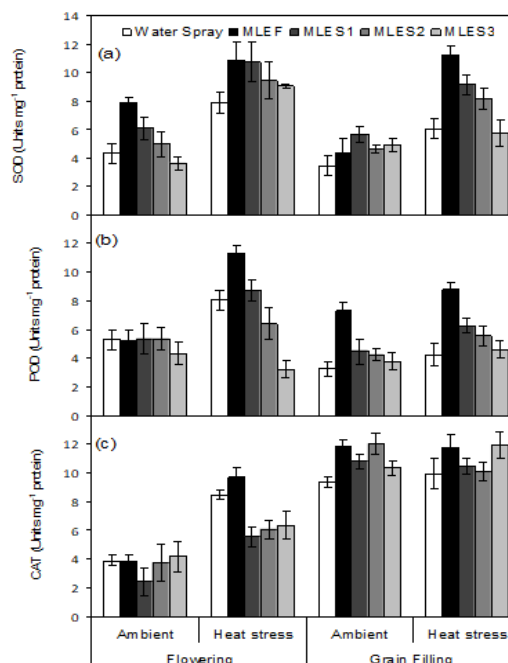 Water Spray MLEF MLES1 MLES2 MLES3
14
(a)
12
10
8
6
4
2
0
SOD (Units mg-1 protein)
(b)
12
10
8
6
4
2
0
POD (Units mg-1 protein)
(c)
12
10
8
6
4
2
0
CAT (Units mg-1 protein)
Ambient Heat stress Ambient Heat stress
Flowering Grain Filling